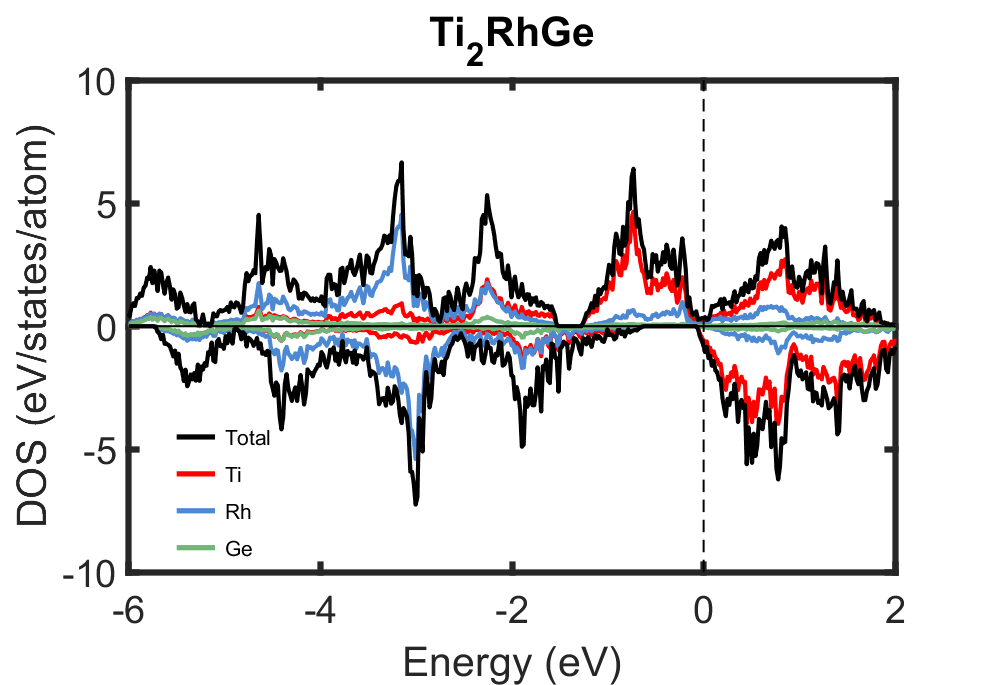 Ti2RhGe
DOS (eV/states/atom)
10
5
0
-5
-10
Total
Ti
Rh
Ge
-6 -4 -2 0 2
Energy (eV)